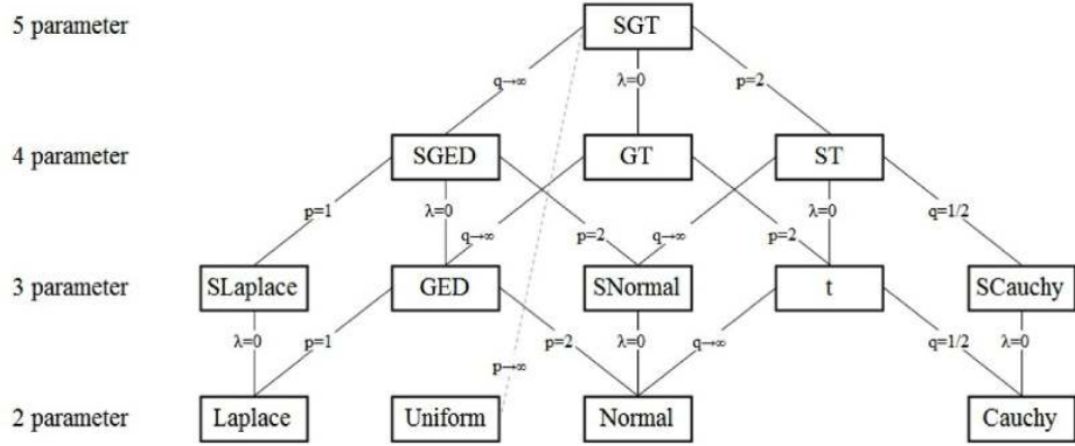 5 parameter SGT
q→∞ λ=0 p=2
4 parameter SGED GT ST
p=1 λ=0 q→∞ p=2 q→∞ p=2 λ=0 q=1/2
3 parameter SLaplace GED SNormal t SCauchy
λ=0 p=1 p→∞ p=2 λ=0 q→∞ q=1/2 λ=0
2 parameter Laplace Uniform Normal Cauchy